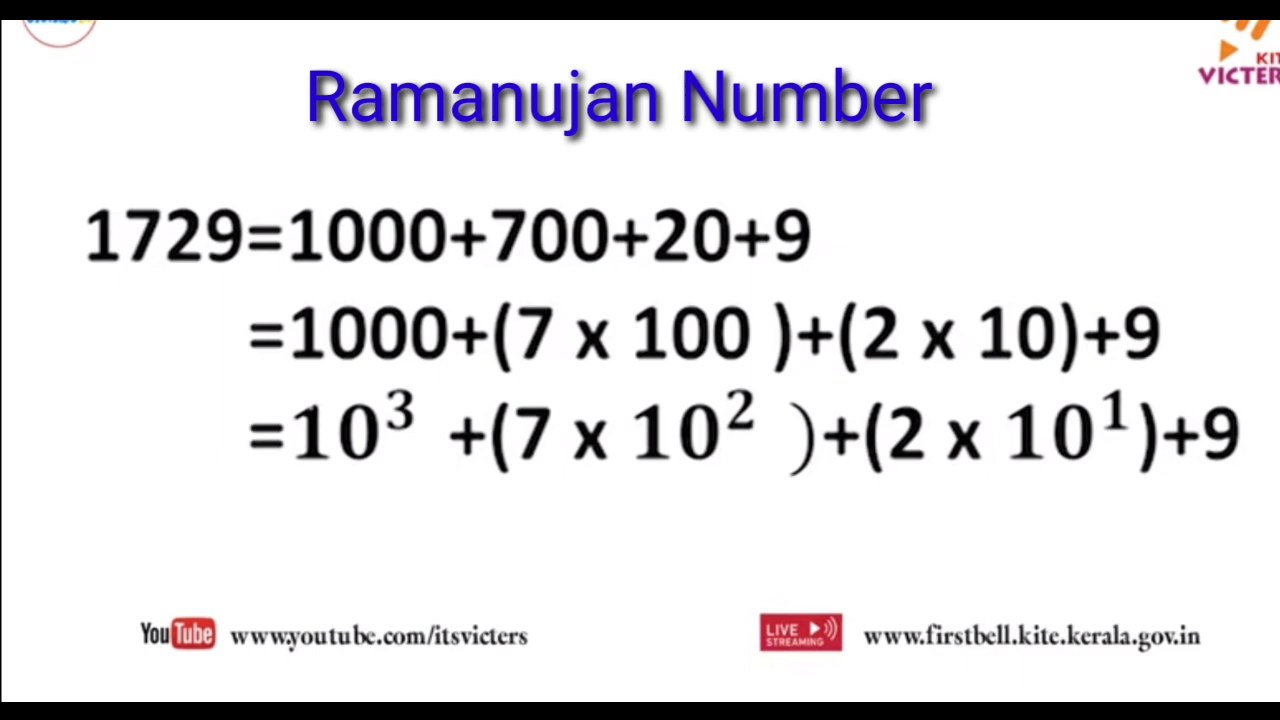 Ramanujan Number
KIT
VICTER
1729=1000+700+20+9
=1000+(7 x 100 )+(2 x 10)+9
=10³ +(7 x 10² )+(2 x 10¹)+9
YouTube www.youtube.com/itsvicters
LIVE STREAMING www.firstbell.kite.kerala.gov.in